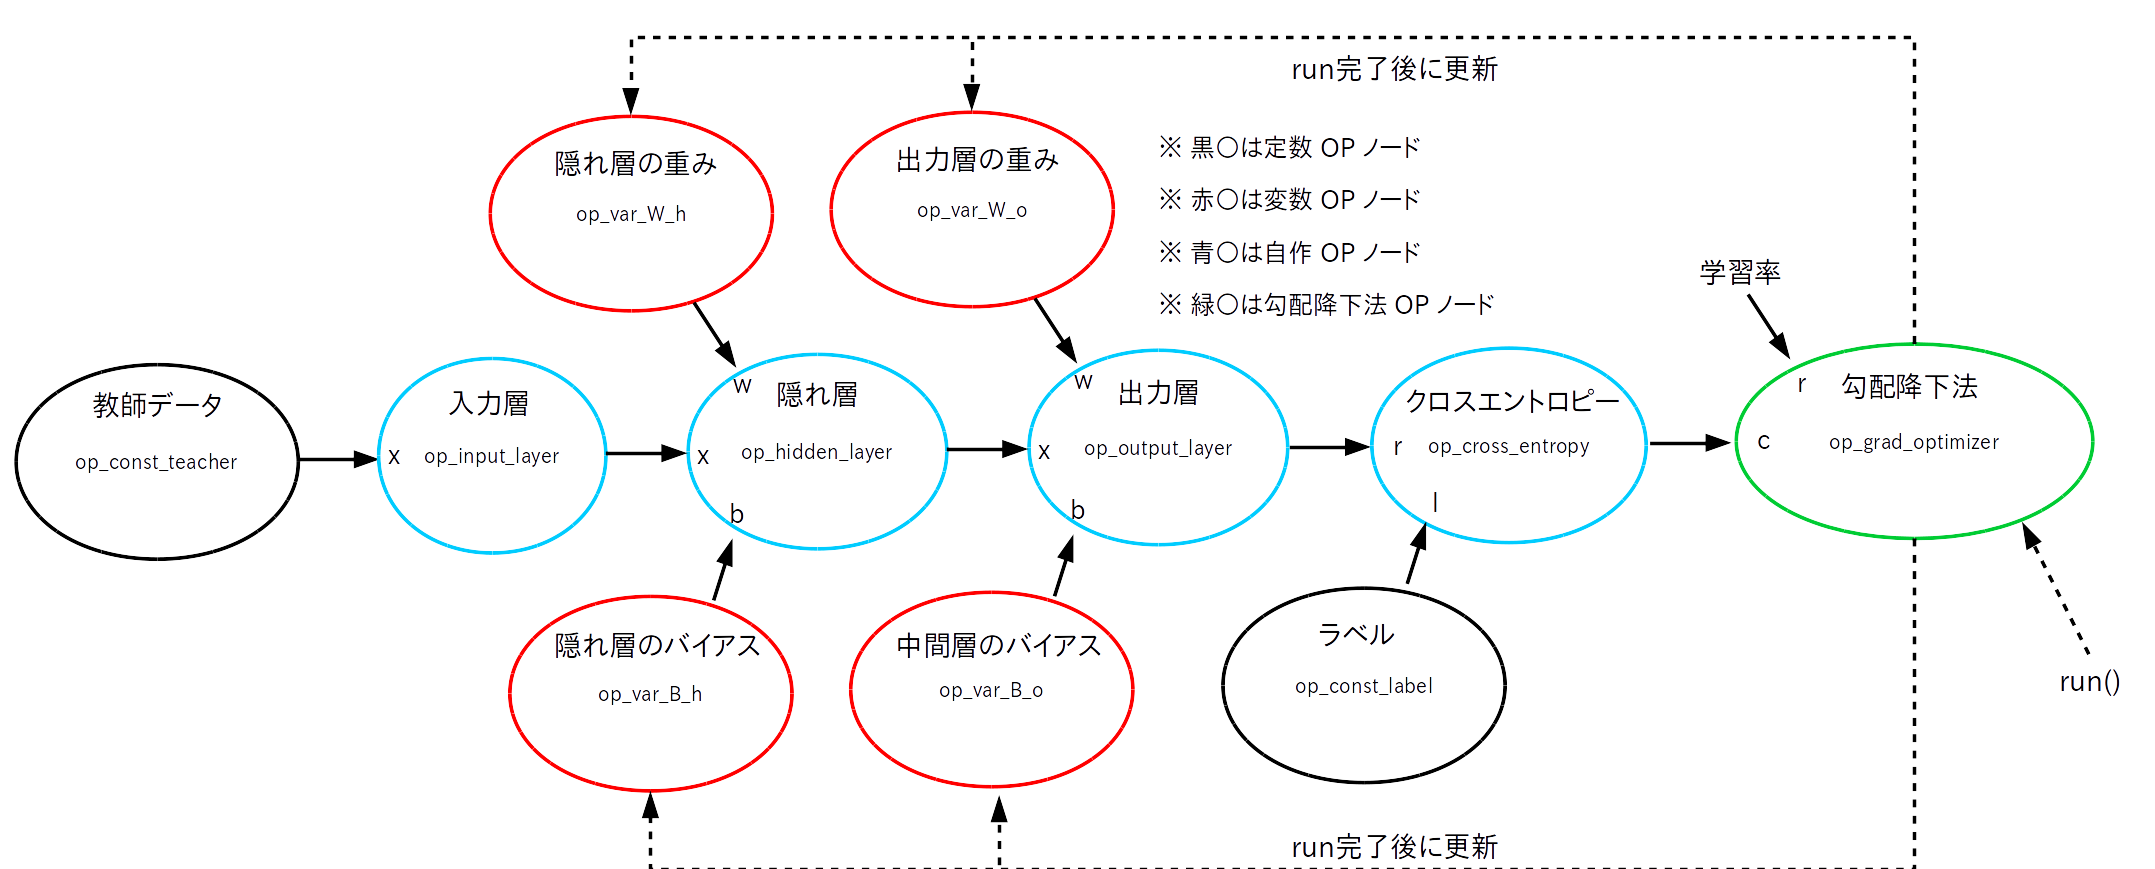 run完了後に更新
隠れ層の重み
op_var_W_h
出力層の重み
op_var_W_o
※ 黒〇は定数 OP ノード
※ 赤〇は変数 OP ノード
※ 青〇は自作 OP ノード
※ 緑〇は勾配降下法 OP ノード
学習率
教師データ
op_const_teacher
入力層
x
op_input_layer
w
隠れ層
x
op_hidden_layer
b
w
出力層
x
op_output_layer
b
クロスエントロピー
r
op_cross_entropy
l
r
勾配降下法
c
op_grad_optimizer
隠れ層のバイアス
op_var_B_h
中間層のバイアス
op_var_B_o
ラベル
op_const_label
run()
run完了後に更新